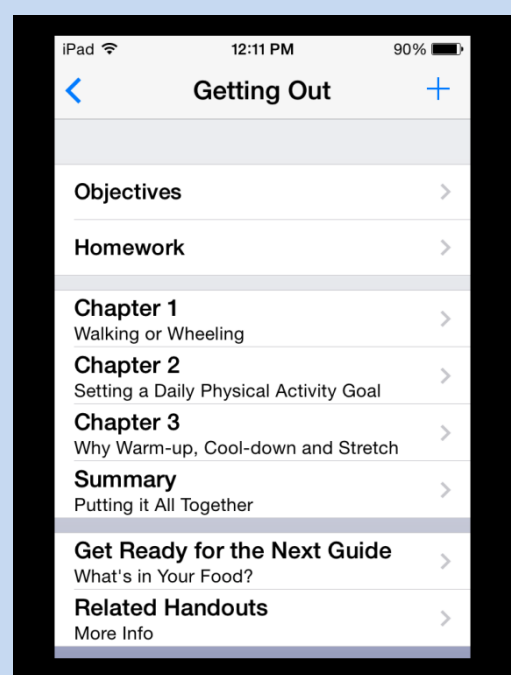 iPad 12:11 PM 90%
Getting Out
Objectives
Homework
Chapter 1
Walking or Wheeling
Chapter 2
Setting a Daily Physical Activity Goal
Chapter 3
Why Warm-up, Cool-down and Stretch
Summary
Putting it All Together
Get Ready for the Next Guide
What's in Your Food?
Related Handouts
More Info